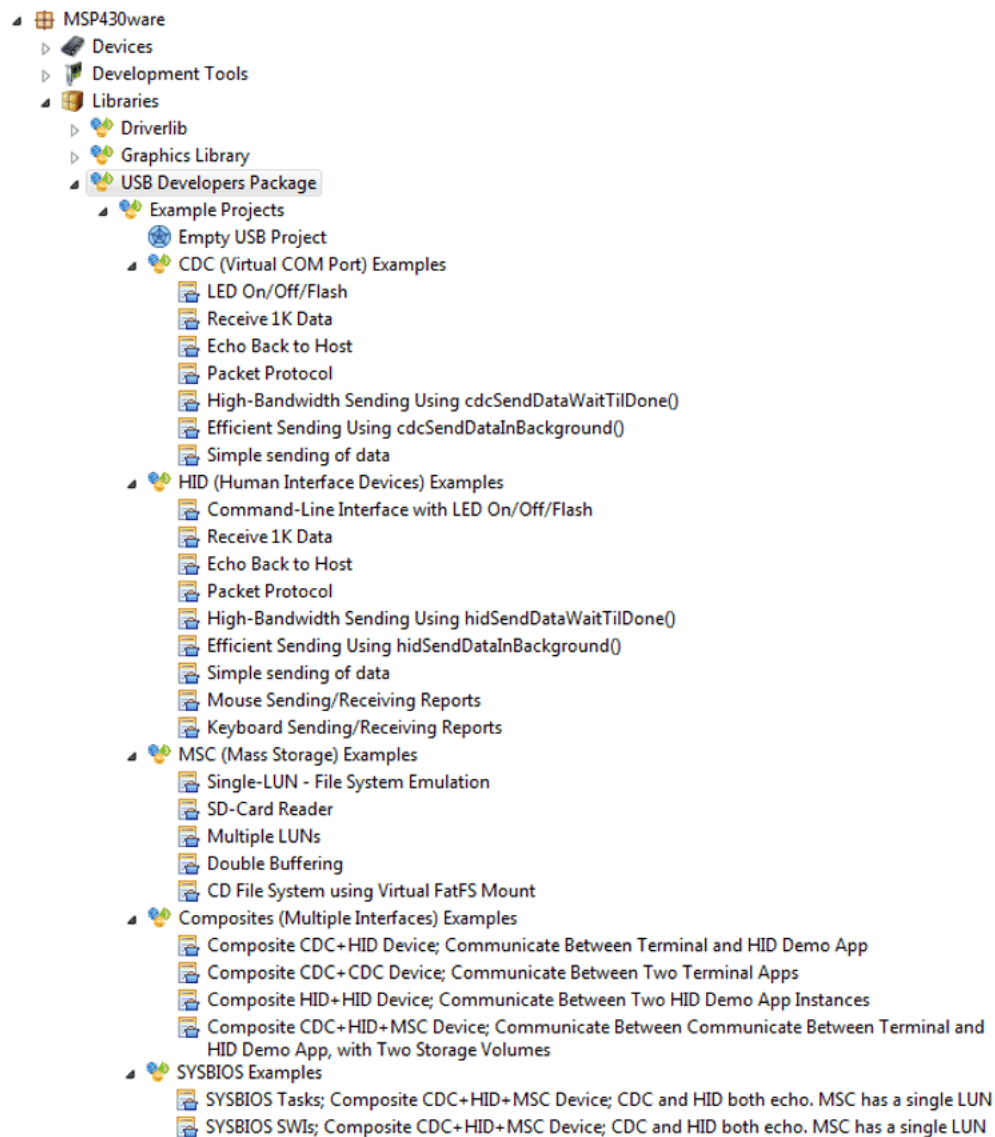 MSP430ware
Devices
Development Tools
Libraries
Driverlib
Graphics Library
USB Developers Package
Example Projects
Empty USB Project
CDC (Virtual COM Port) Examples
LED On/Off/Flash
Receive 1K Data
Echo Back to Host
Packet Protocol
High-Bandwidth Sending Using cdcSendDataWaitTilDone()
Efficient Sending Using cdcSendDataInBackground()
Simple sending of data
HID (Human Interface Devices) Examples
Command-Line Interface with LED On/Off/Flash
Receive 1K Data
Echo Back to Host
Packet Protocol
High-Bandwidth Sending Using hidSendDataWaitTilDone()
Efficient Sending Using hidSendDataInBackground()
Simple sending of data
Mouse Sending/Receiving Reports
Keyboard Sending/Receiving Reports
MSC (Mass Storage) Examples
Single-LUN - File System Emulation
SD-Card Reader
Multiple LUNs
Double Buffering
CD File System using Virtual FatFS Mount
Composites (Multiple Interfaces) Examples
Composite CDC+HID Device; Communicate Between Terminal and HID Demo App
Composite CDC+CDC Device; Communicate Between Two Terminal Apps
Composite HID+HID Device; Communicate Between Two HID Demo App Instances
Composite CDC+HID+MSC Device; Communicate Between Communicate Between Terminal and
HID Demo App, with Two Storage Volumes
SYSBIOS Examples
SYSBIOS Tasks; Composite CDC+HID+MSC Device; CDC and HID both echo. MSC has a single LUN
SYSBIOS SWIs; Composite CDC+HID+MSC Device; CDC and HID both echo. MSC has a single LUN